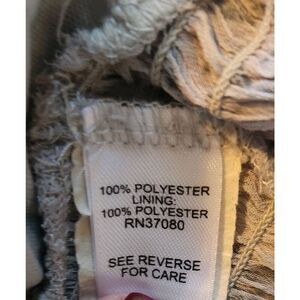 100% POLYESTER
LINING:
100% POLYESTER
RN37080
SEE REVERSE
FOR CARE